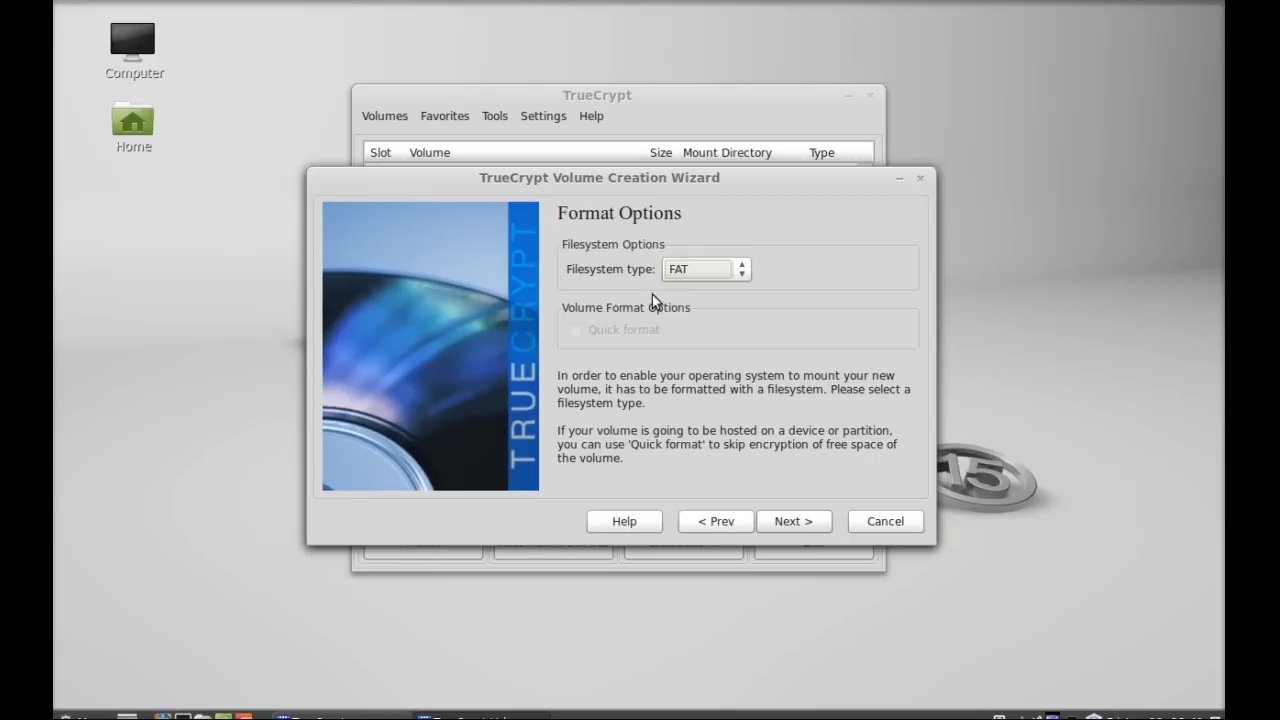 Computer
Home
TrueCrypt
Volumes Favorites Tools Settings Help
Slot Volume Size Mount Directory Type
TrueCrypt Volume Creation Wizard
TRUECRYPT
Format Options
Filesystem Options
Filesystem type: FAT
Volume Format Options
Quick format
In order to enable your operating system to mount your new
volume, it has to be formatted with a filesystem. Please select a
filesystem type.
If your volume is going to be hosted on a device or partition,
you can use 'Quick format' to skip encryption of free space of
the volume.
Help < Prev Next > Cancel
15